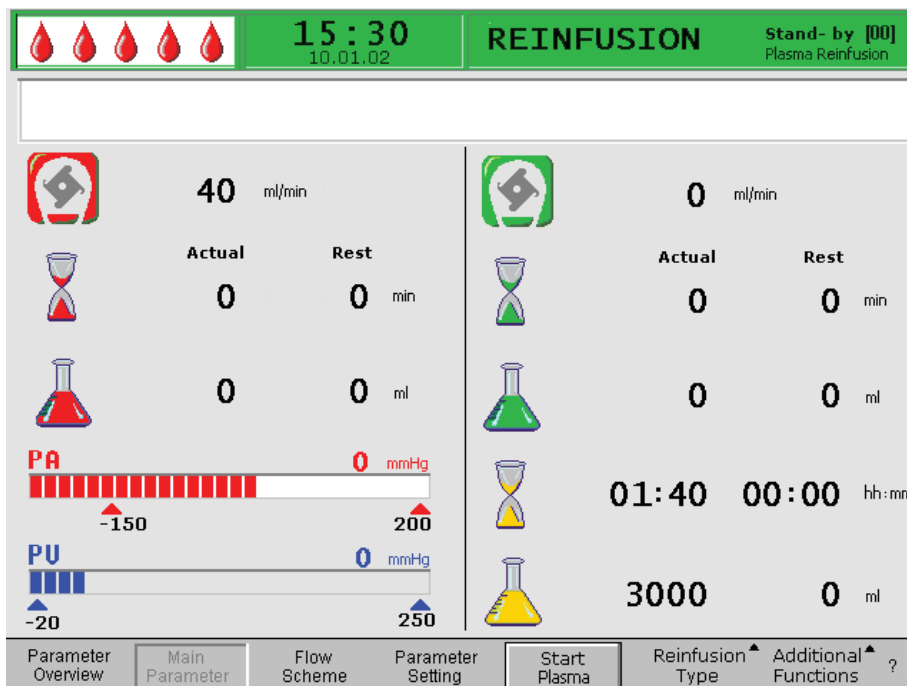 15:30
10.01.02
REINFUSION
Stand- by [00]
Plasma Reinfusion
40 ml/min
0 ml/min
Actual Rest
Actual Rest
0 0 min
0 0 min
0 0 ml
0 0 ml
PA 0 mmHg
-150 200
01:40 00:00 hh:mm
PV 0 mmHg
-20 250
3000 0 ml
Parameter Overview
Main Parameter
Flow Scheme
Parameter Setting
Start Plasma
Reinfusion Type
Additional Functions
?